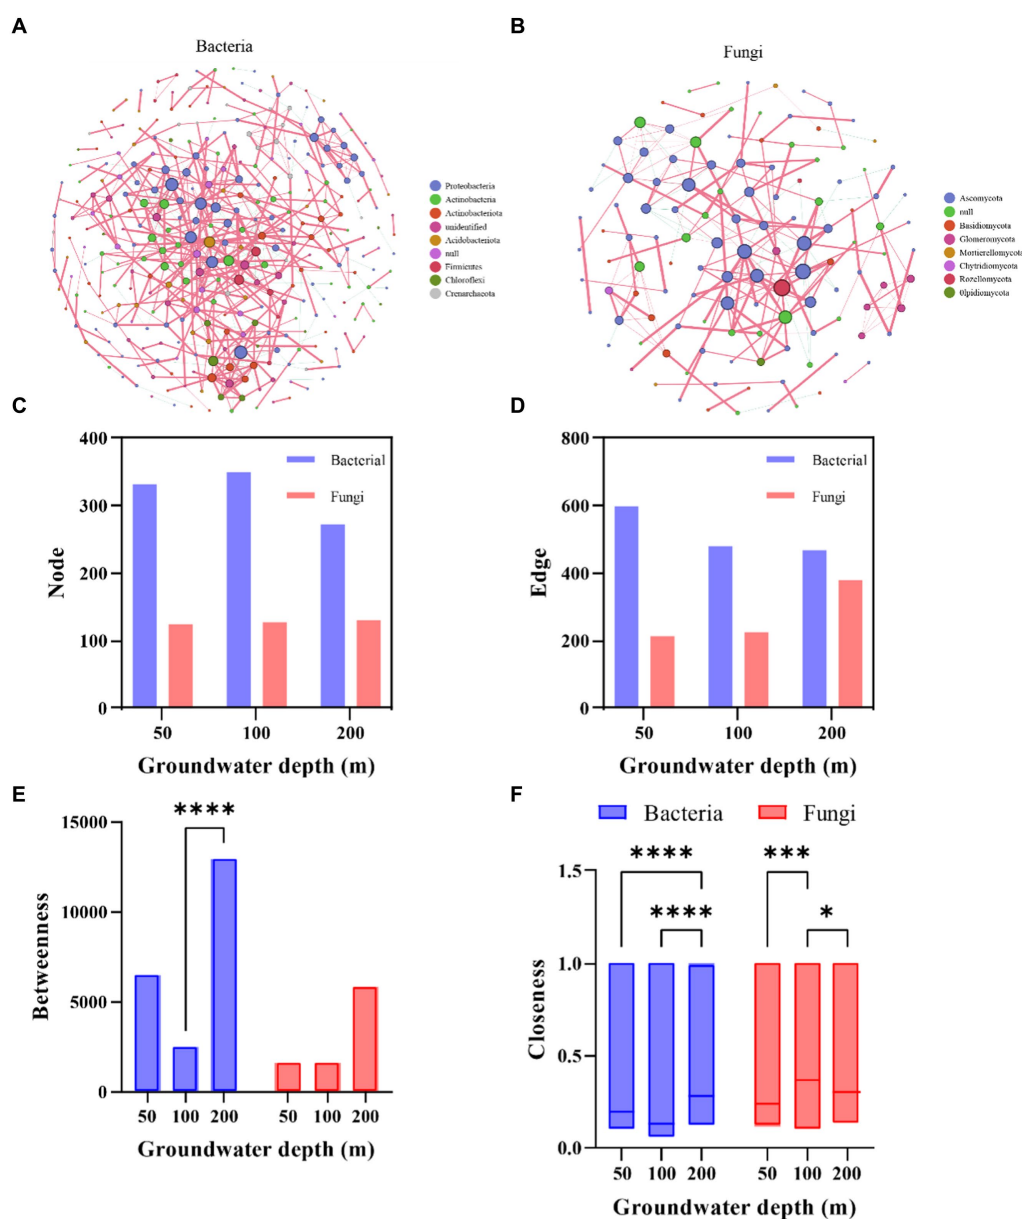 A
Bacteria
Proteobacteria
Actinobacteria
Actinobacteriota
unidentified
Acidobacteriota
null
Firmicutes
Chloroflexi
Crenarchaeota
B
Fungi
Ascomycota
null
Basidiomycota
Glomeromycota
Mortierellomycota
Chytridiomycota
Rozellomycota
Olpidiomycota
C
400
300
200
100
0
Node
Bacterial
Fungi
50 100 200
Groundwater depth (m)
D
800
600
400
200
0
Edge
Bacterial
Fungi
50 100 200
Groundwater depth (m)
E
****
15000
10000
5000
0
Betweenness
50 100 200 50 100 200
Groundwater depth (m)
F
Bacteria Fungi
**** ***
**** *
1.5
1.0
0.5
0.0
Closeness
50 100 200 50 100 200
Groundwater depth (m)